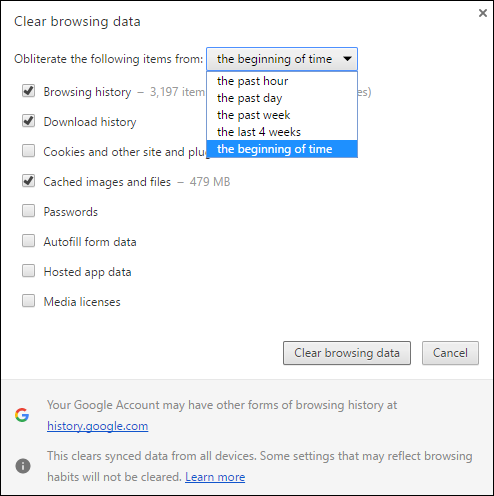 Clear browsing data
Obliterate the following items from: the beginning of time
the past hour
the past day
the past week
the last 4 weeks
the beginning of time
Browsing history – 3,197 es)
Download history
Cookies and other site and
Cached images and files – 479 MB
Passwords
Autofill form data
Hosted app data
Media licenses
Clear browsing data Cancel
Your Google Account may have other forms of browsing history at
history.google.com
This clears synced data from all devices. Some settings that may reflect browsing
habits will not be cleared. Learn more